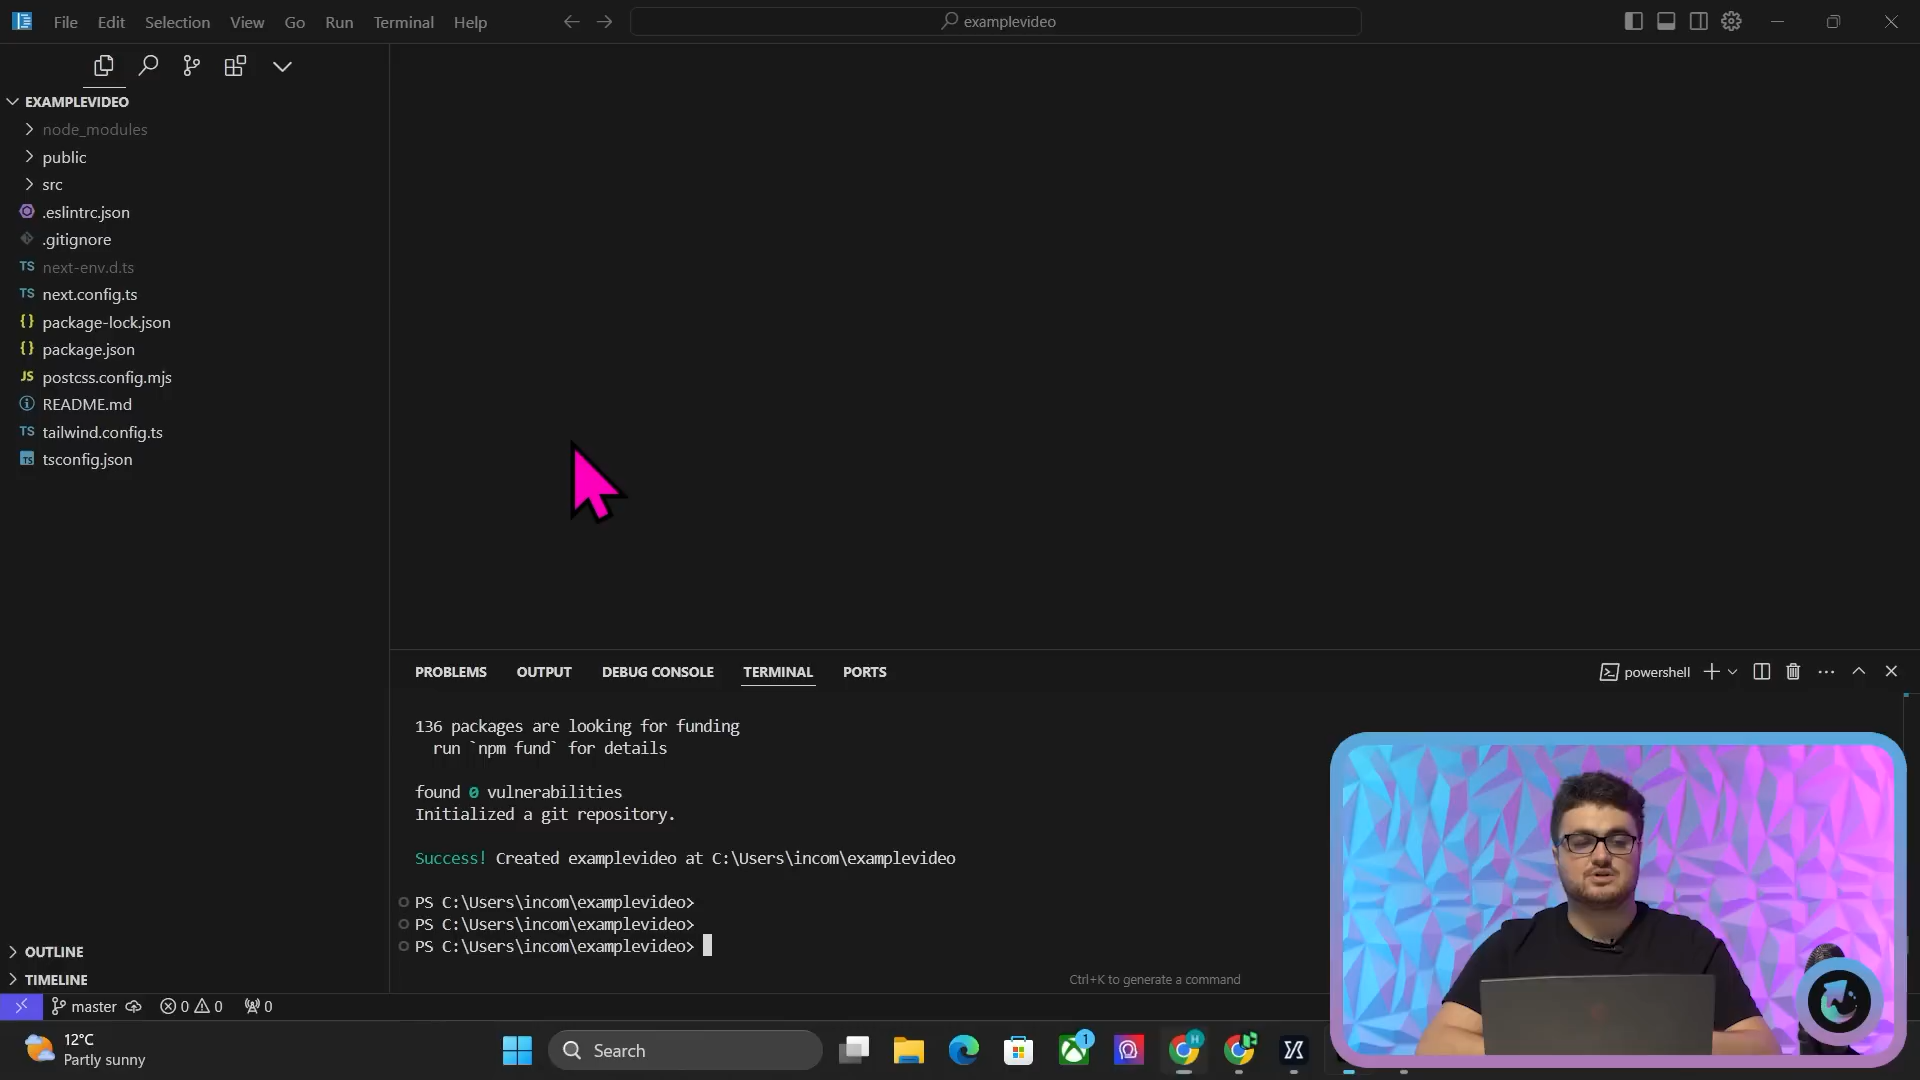 File Edit Selection View Go Run Terminal Help
examplevideo
EXAMPLEVIDEO
node_modules
public
src
.eslintrc.json
.gitignore
TS next-env.d.ts
TS next.config.ts
{} package-lock.json
{} package.json
JS postcss.config.mjs
README.md
TS tailwind.config.ts
TS tsconfig.json
OUTLINE
TIMELINE
PROBLEMS OUTPUT DEBUG CONSOLE TERMINAL PORTS
powershell
136 packages are looking for funding
run `npm fund` for details
found 0 vulnerabilities
Initialized a git repository.
Success! Created examplevideo at C:\Users\incom\examplevideo
PS C:\Users\incom\examplevideo>
PS C:\Users\incom\examplevideo>
PS C:\Users\incom\examplevideo>
Ctrl+K to generate a command
master 0 0 0
12°C
Partly sunny
Search
1
H